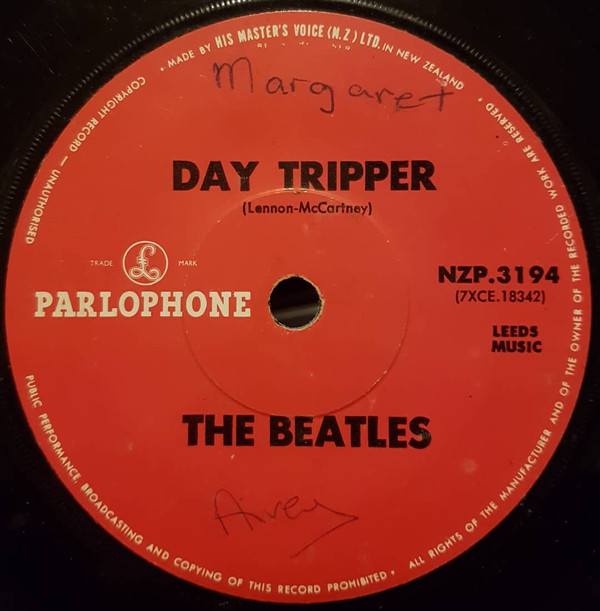 • MADE BY HIS MASTER'S VOICE (N.Z.) LTD. IN NEW ZEALAND •
Margaret
DAY TRIPPER
(Lennon-McCartney)
TRADE £ MARK
PARLOPHONE
NZP.3194
(7XCE.18342)
LEEDS
MUSIC
THE BEATLES
Airey
COPYRIGHT RECORD — UNAUTHORISED
PUBLIC PERFORMANCE, BROADCASTING AND COPYING OF THIS RECORD PROHIBITED •
ALL RIGHTS OF THE MANUFACTURER AND OF THE OWNER OF THE RECORDED WORK ARE RESERVED •